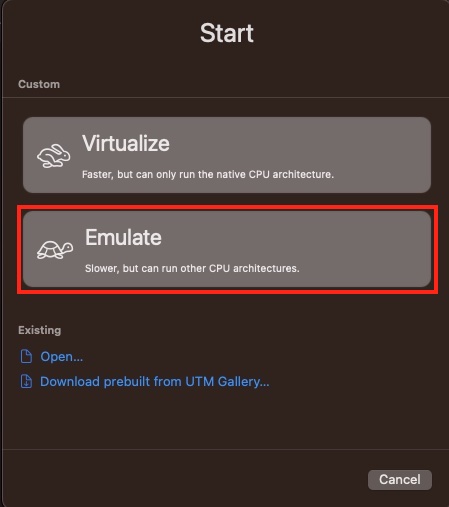 Start
Custom
Virtualize
Faster, but can only run the native CPU architecture.
Emulate
Slower, but can run other CPU architectures.
Existing
Open...
Download prebuilt from UTM Gallery...
Cancel